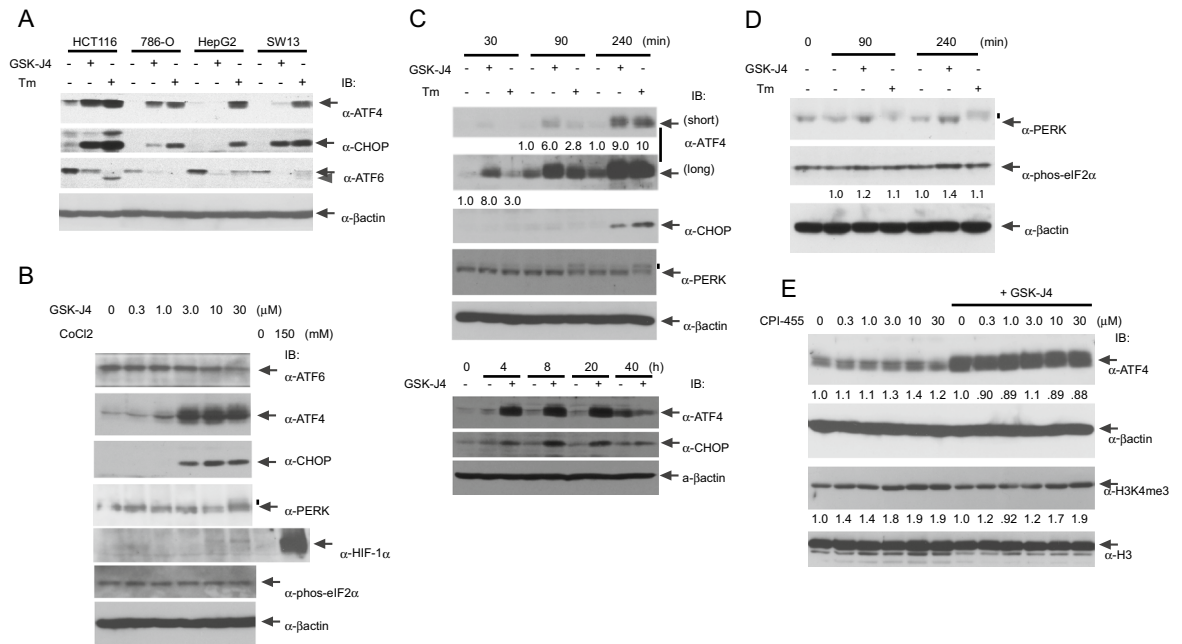 A
HCT116 786-O HepG2 SW13
GSK-J4 - + - - + - - + - - + -
Tm - - + - - + - - + - - + IB:
α-ATF4
α-CHOP
α-ATF6
α-βactin
B
GSK-J4 0 0.3 1.0 3.0 10 30 (μM)
CoCl2 0 150 (mM)
IB:
α-ATF6
α-ATF4
α-CHOP
α-PERK
α-HIF-1α
α-phos-eIF2α
α-βactin
C
30 90 240 (min)
GSK-J4 - + - - + - - + -
Tm - - + - - + - - + IB:
(short)
1.0 6.0 2.8 1.0 9.0 10 α-ATF4
(long)
1.0 8.0 3.0
α-CHOP
α-PERK
α-βactin
0 4 8 20 40 (h)
GSK-J4 - - + - + - + - + IB:
α-ATF4
α-CHOP
a-βactin
D
0 90 240 (min)
GSK-J4 - - + - - + -
Tm - - - + - - + IB:
α-PERK
α-phos-eIF2α
1.0 1.2 1.1 1.0 1.4 1.1
α-βactin
E
+ GSK-J4
CPI-455 0 0.3 1.0 3.0 10 30 0 0.3 1.0 3.0 10 30 (μM)
IB:
α-ATF4
1.0 1.1 1.1 1.3 1.4 1.2 1.0 .90 .89 1.1 .89 .88
α-βactin
α-H3K4me3
1.0 1.4 1.4 1.8 1.9 1.9 1.0 1.2 .92 1.2 1.7 1.9
α-H3